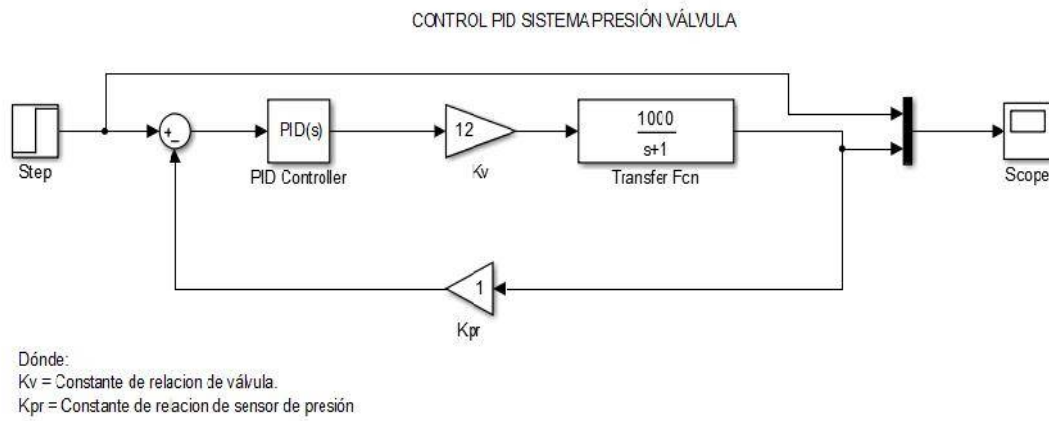 CONTROL PID SISTEMA PRESIÓN VÁLVULA
Step
+
−
PID(s)
PID Controller
12
Kv
1000
s+1
Transfer Fcn
Scope
1
Kpr
Dónde:
Kv = Constante de relacion de válvula.
Kpr = Constante de reacion de sensor de presión